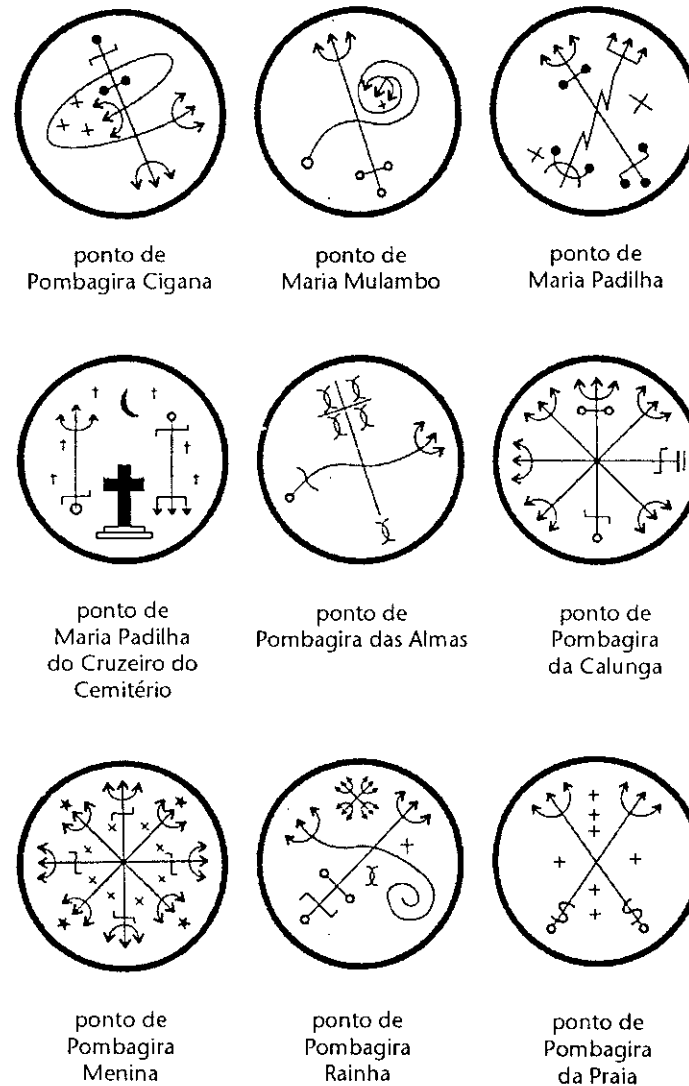 ponto de
Pombagira Cigana
ponto de
Maria Mulambo
ponto de
Maria Padilha
ponto de
Maria Padilha
do Cruzeiro do
Cemitério
ponto de
Pombagira das Almas
ponto de
Pombagira
da Calunga
ponto de
Pombagira
Menina
ponto de
Pombagira
Rainha
ponto de
Pombagira
da Praia